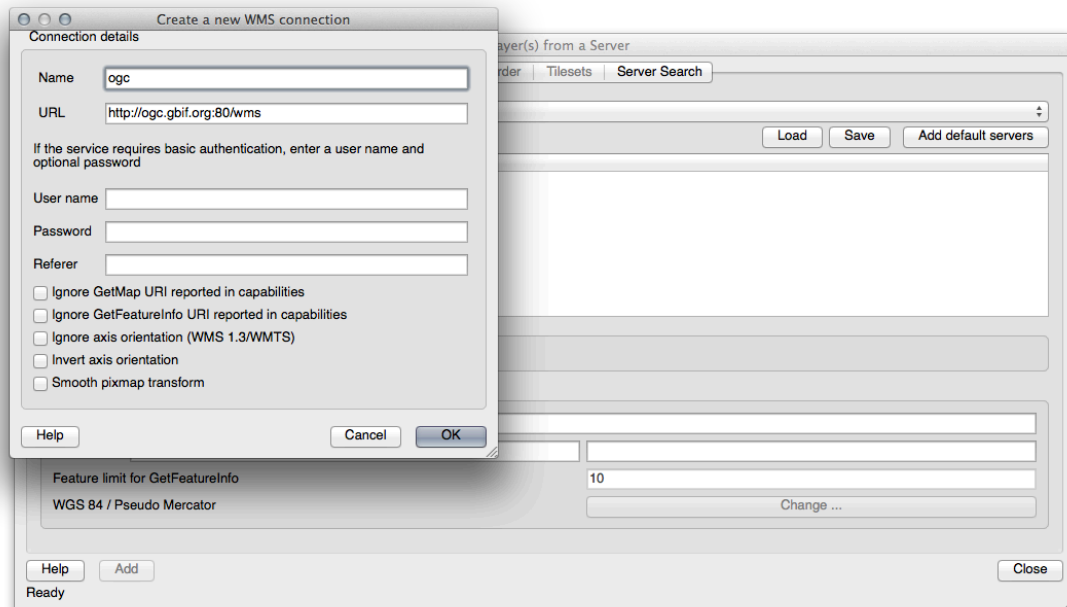 Create a new WMS connection
Connection details
Name
ogc
URL
http://ogc.gbif.org:80/wms
If the service requires basic authentication, enter a user name and
optional password
User name
Password
Referer
Ignore GetMap URI reported in capabilities
Ignore GetFeatureInfo URI reported in capabilities
Ignore axis orientation (WMS 1.3/WMTS)
Invert axis orientation
Smooth pixmap transform
Help
Cancel
OK
ayer(s) from a Server
rder
Tilesets
Server Search
Load
Save
Add default servers
Feature limit for GetFeatureInfo
10
WGS 84 / Pseudo Mercator
Change ...
Help
Add
Close
Ready